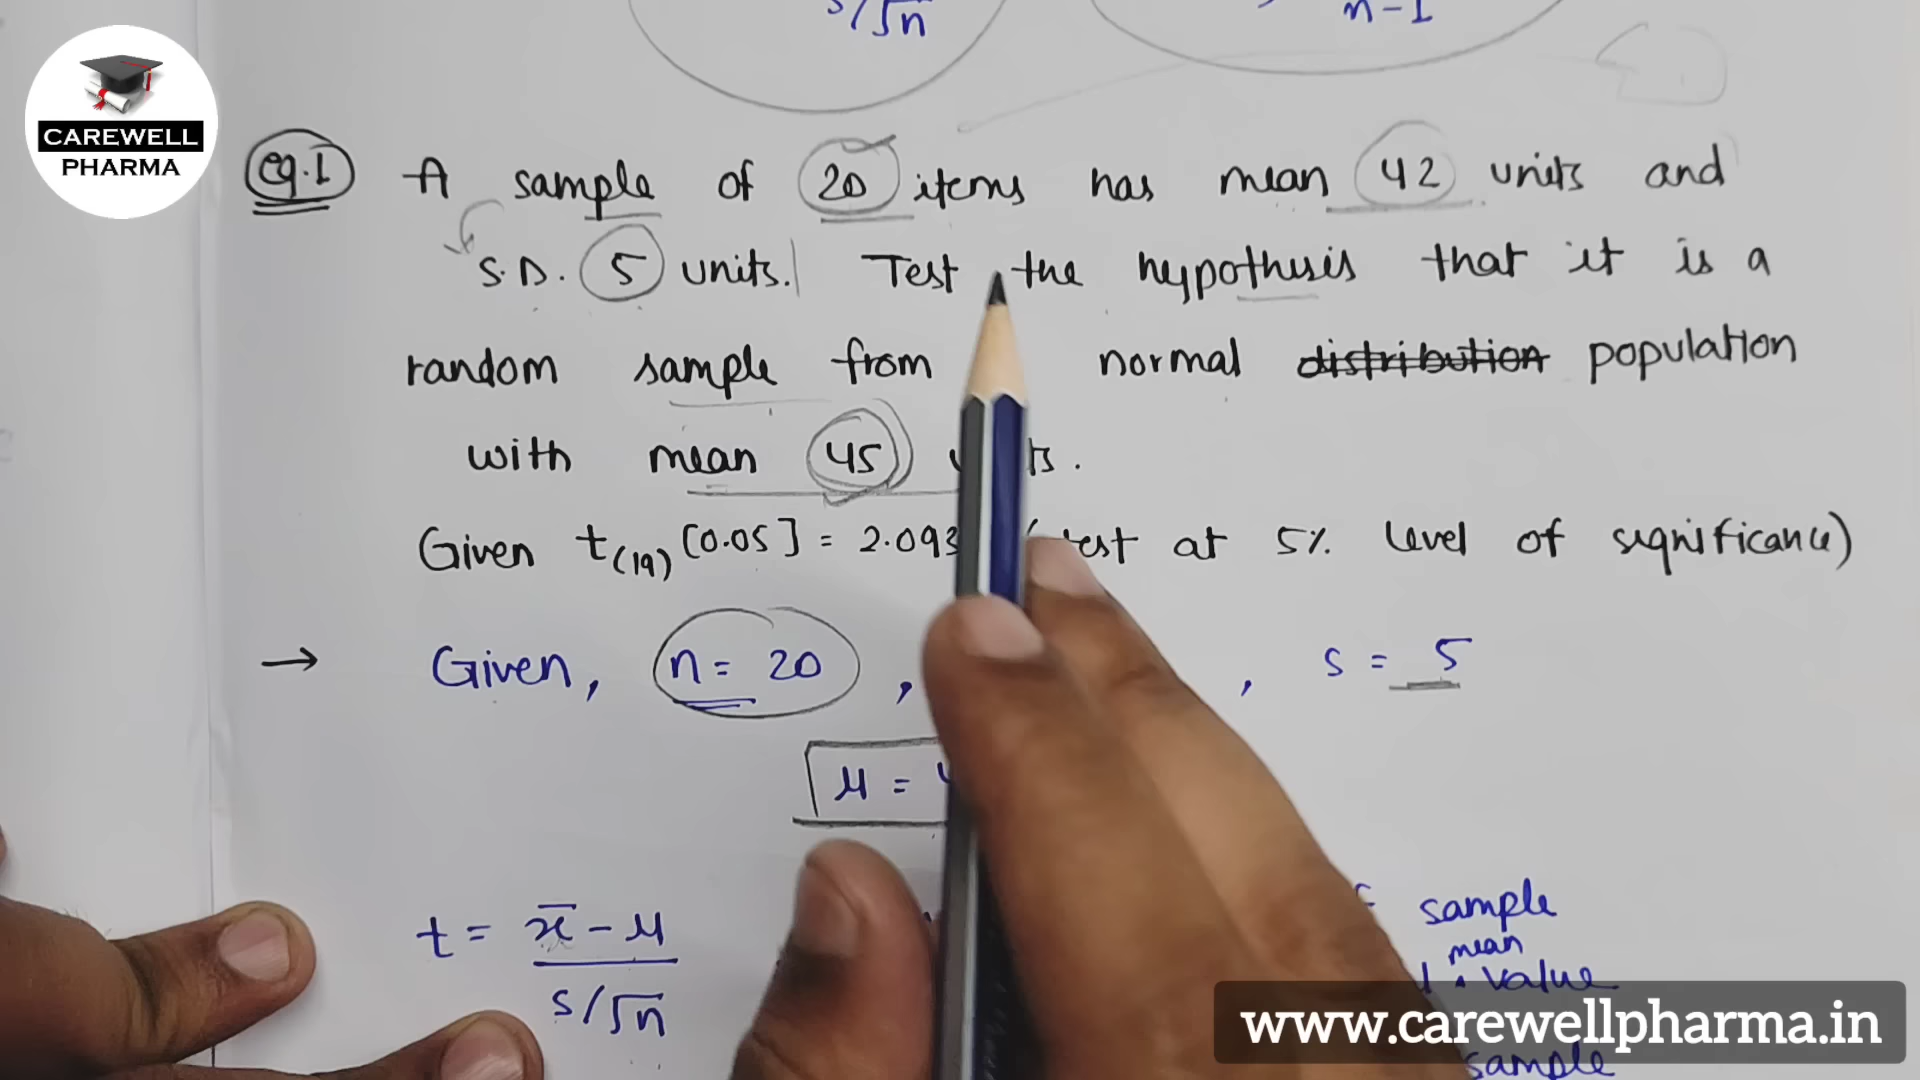 s/√n
n-1
CAREWELL
PHARMA
eg.1 A sample of 20 items has mean 42 units and
S.D. 5 units. Test the hypothesis that it is a
random sample from normal distribution population
with mean 45
Given t(19) [0.05] = 2.093 test at 5% level of significance)
→ Given, n = 20 , , s = 5
μ =
t = x̄ - μ
s/√n
sample
mean
value
www.carewellpharma.in
sample